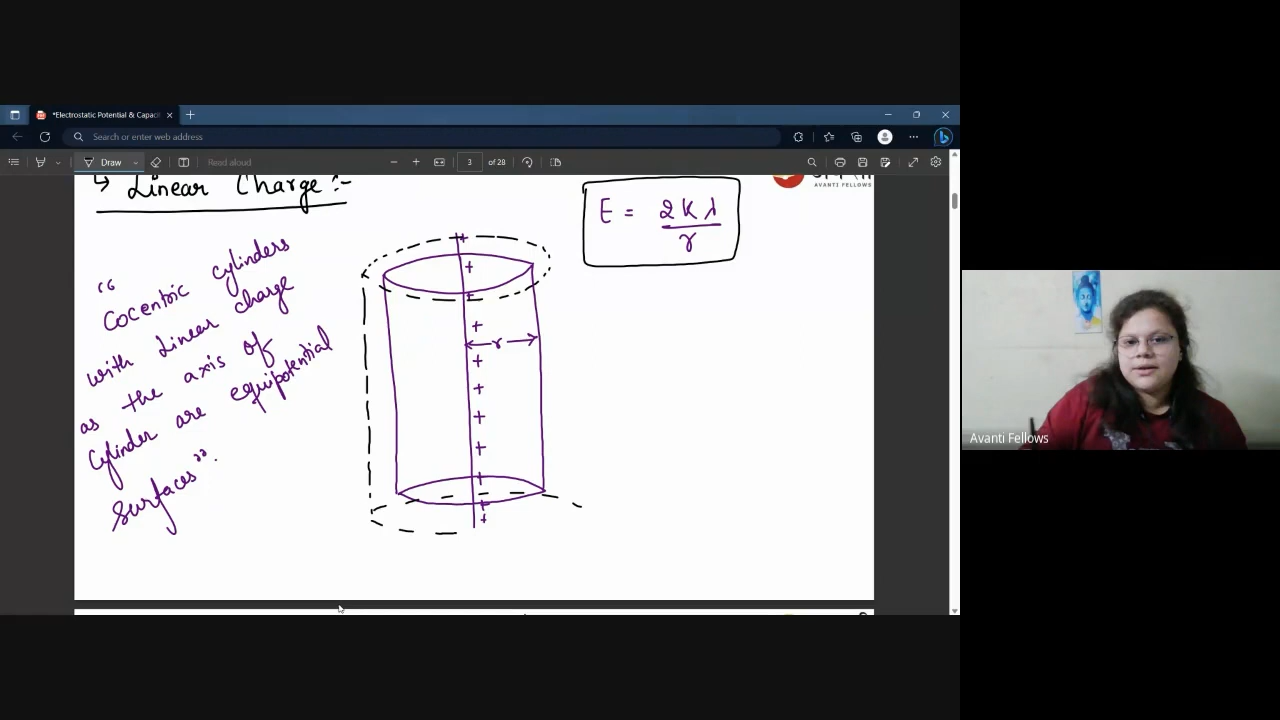 *Electrostatic Potential & Capaci
Search or enter web address
Draw
Read aloud
3
of 28
↳ Linear Charge :-
AVANTI FELLOWS
E = 2Kλ
r
“
Cocentric cylinders
with Linear charge
as the axis of
Cylinder are equipotential
Surfaces”.
r
Avanti Fellows